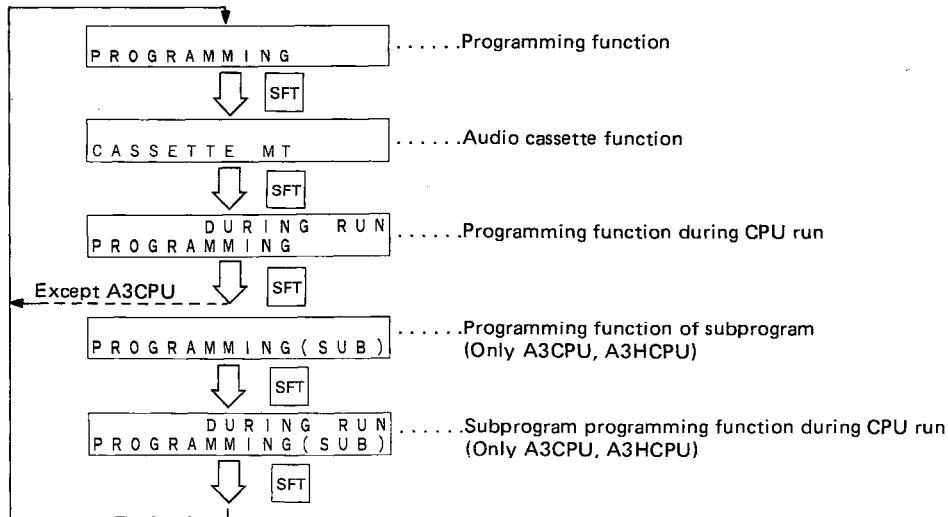 PROGRAMMING
......Programming function
SFT
CASSETTE MT
......Audio cassette function
SFT
DURING RUN
PROGRAMMING
......Programming function during CPU run
Except A3CPU
SFT
PROGRAMMING(SUB)
......Programming function of subprogram
(Only A3CPU, A3HCPU)
SFT
DURING RUN
PROGRAMMING(SUB)
......Subprogram programming function during CPU run
(Only A3CPU, A3HCPU)
SFT